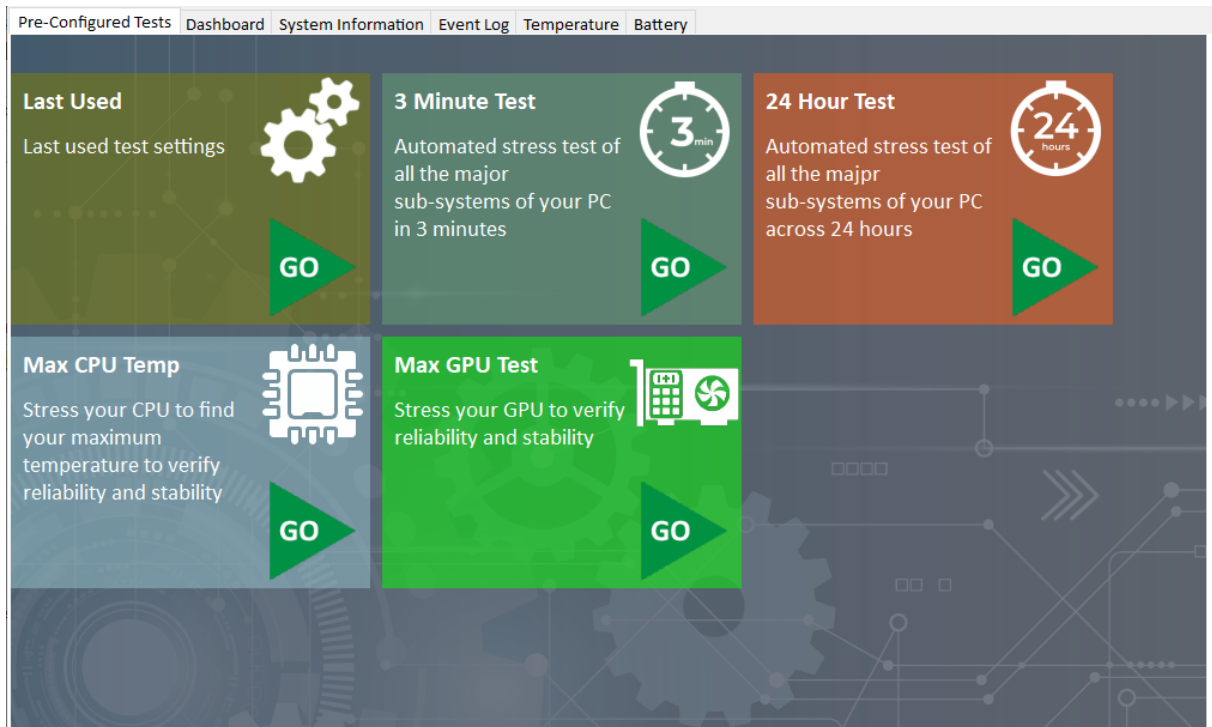 Pre-Configured Tests Dashboard System Information Event Log Temperature Battery
Last Used
Last used test settings
GO
3 Minute Test
Automated stress test of
all the major
sub-systems of your PC
in 3 minutes
3 min
GO
24 Hour Test
Automated stress test of
all the majpr
sub-systems of your PC
across 24 hours
24
hours
GO
Max CPU Temp
Stress your CPU to find
your maximum
temperature to verify
reliability and stability
GO
Max GPU Test
Stress your GPU to verify
reliability and stability
GO